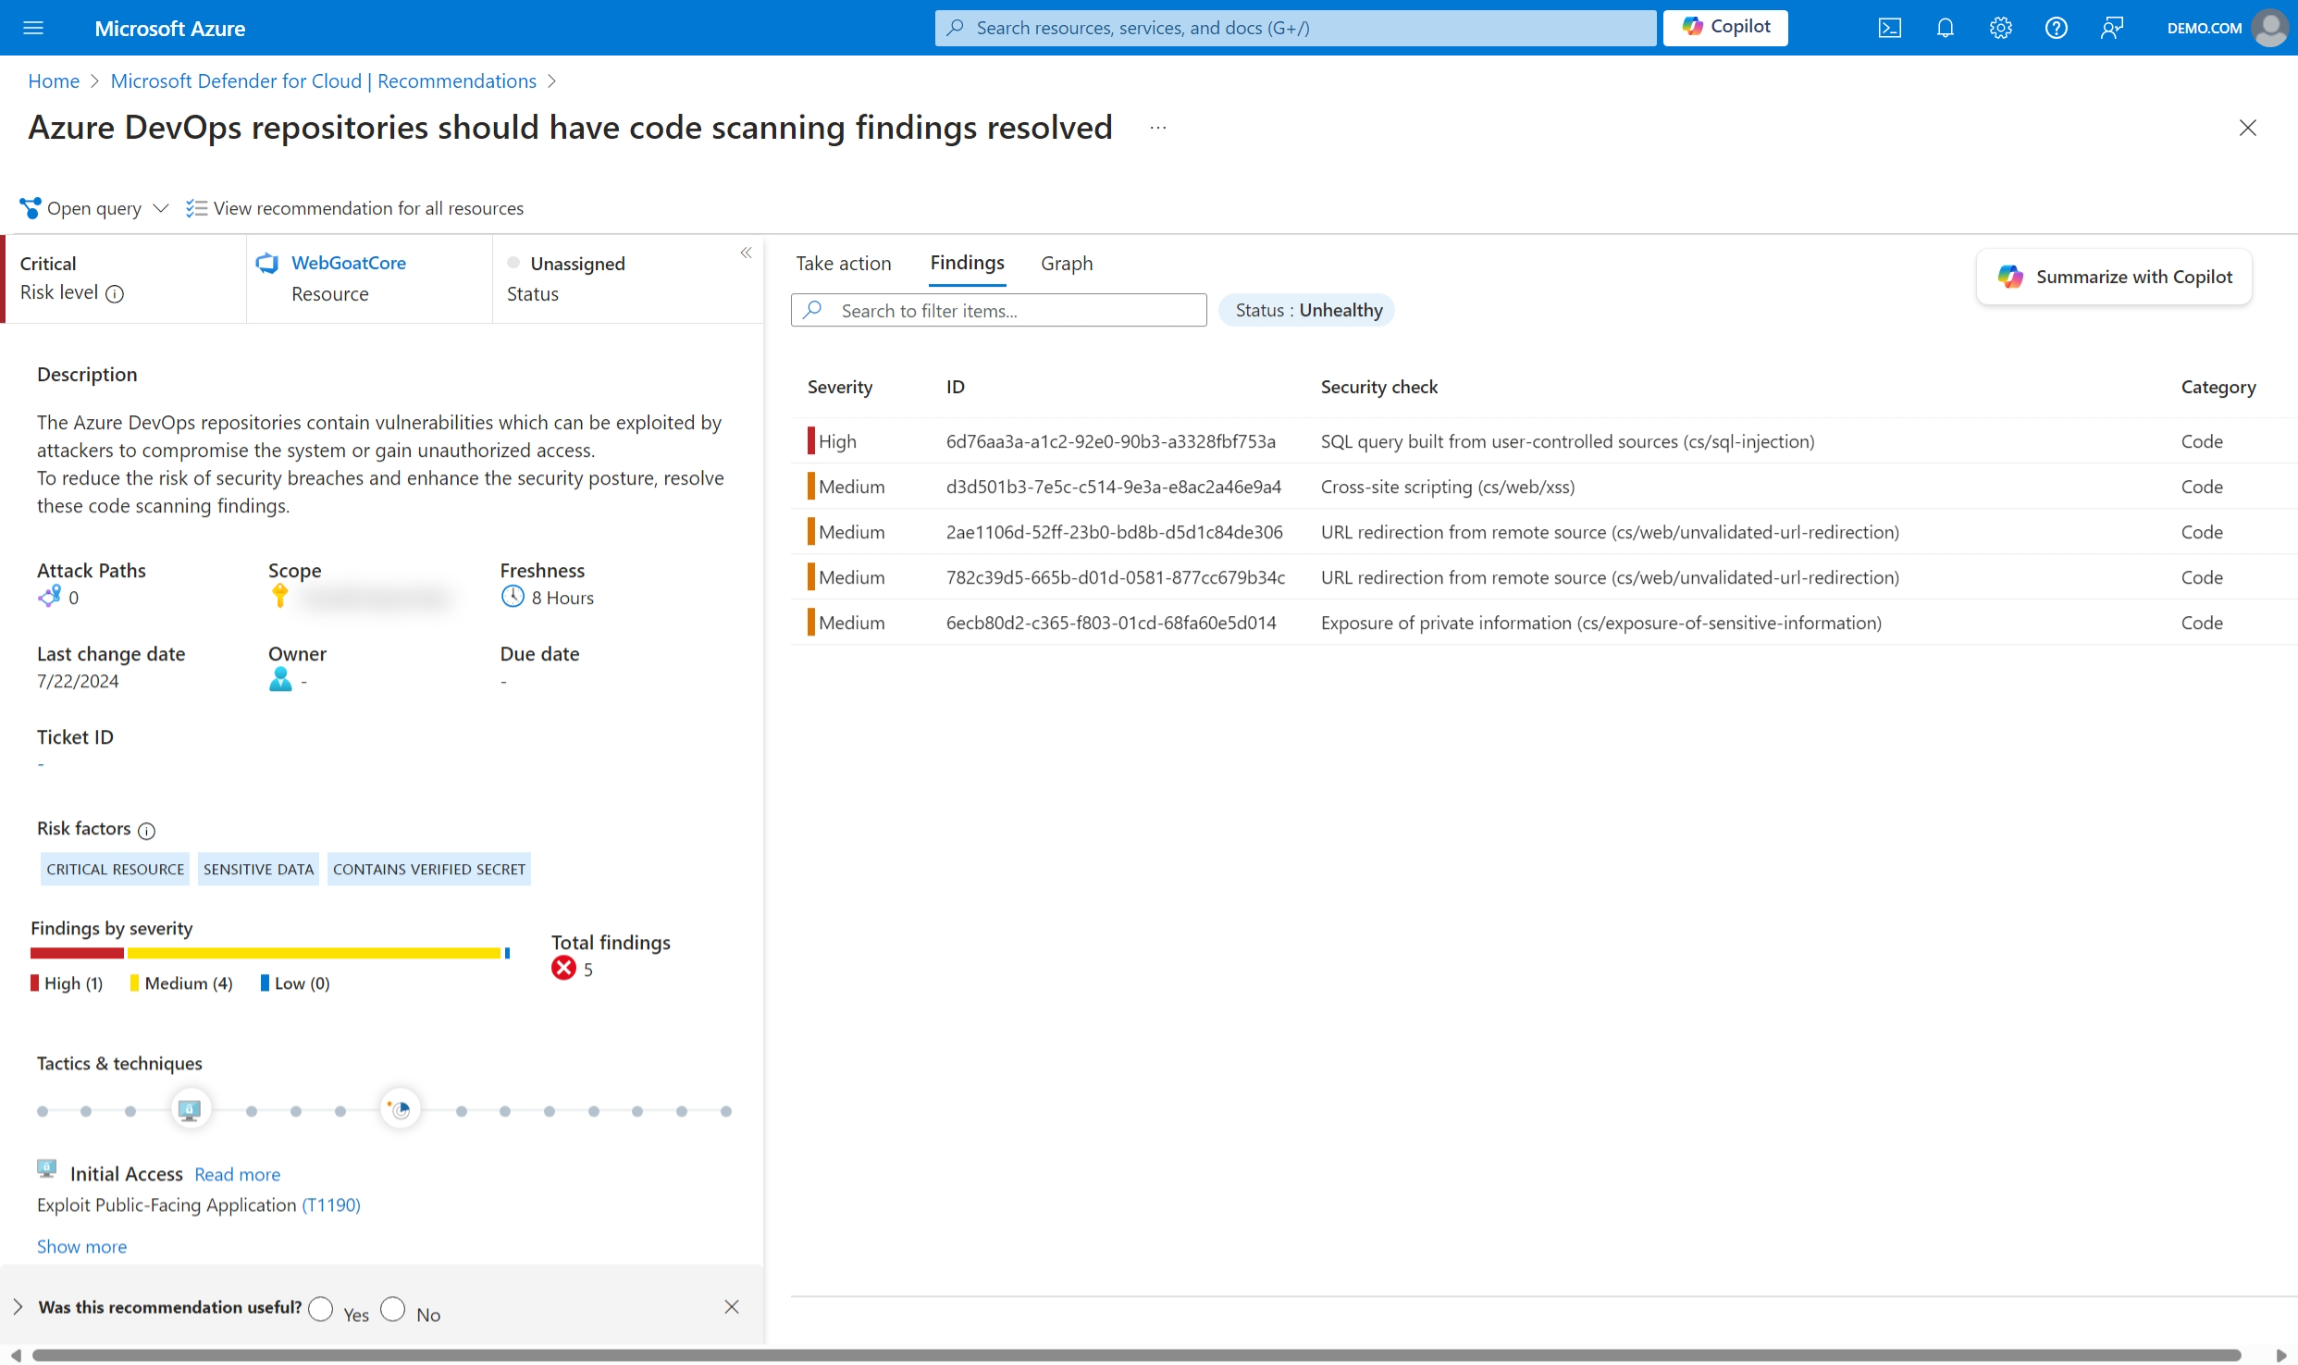 Microsoft Azure
Search resources, services, and docs (G+/)
Copilot
DEMO.COM
Home > Microsoft Defender for Cloud | Recommendations >
Azure DevOps repositories should have code scanning findings resolved ...
Open query
View recommendation for all resources
Critical
Risk level
WebGoatCore
Resource
Unassigned
Status
Description
The Azure DevOps repositories contain vulnerabilities which can be exploited by
attackers to compromise the system or gain unauthorized access.
To reduce the risk of security breaches and enhance the security posture, resolve
these code scanning findings.
Attack Paths
0
Scope
Freshness
8 Hours
Last change date
7/22/2024
Owner
-
Due date
-
Ticket ID
-
Risk factors
CRITICAL RESOURCE SENSITIVE DATA CONTAINS VERIFIED SECRET
Findings by severity
High (1) Medium (4) Low (0)
Total findings
5
Tactics & techniques
Initial Access Read more
Exploit Public-Facing Application (T1190)
Show more
Was this recommendation useful? Yes No
Take action Findings Graph
Summarize with Copilot
Search to filter items...
Status : Unhealthy
Severity ID Security check Category
High 6d76aa3a-a1c2-92e0-90b3-a3328fbf753a SQL query built from user-controlled sources (cs/sql-injection) Code
Medium d3d501b3-7e5c-c514-9e3a-e8ac2a46e9a4 Cross-site scripting (cs/web/xss) Code
Medium 2ae1106d-52ff-23b0-bd8b-d5d1c84de306 URL redirection from remote source (cs/web/unvalidated-url-redirection) Code
Medium 782c39d5-665b-d01d-0581-877cc679b34c URL redirection from remote source (cs/web/unvalidated-url-redirection) Code
Medium 6ecb80d2-c365-f803-01cd-68fa60e5d014 Exposure of private information (cs/exposure-of-sensitive-information) Code